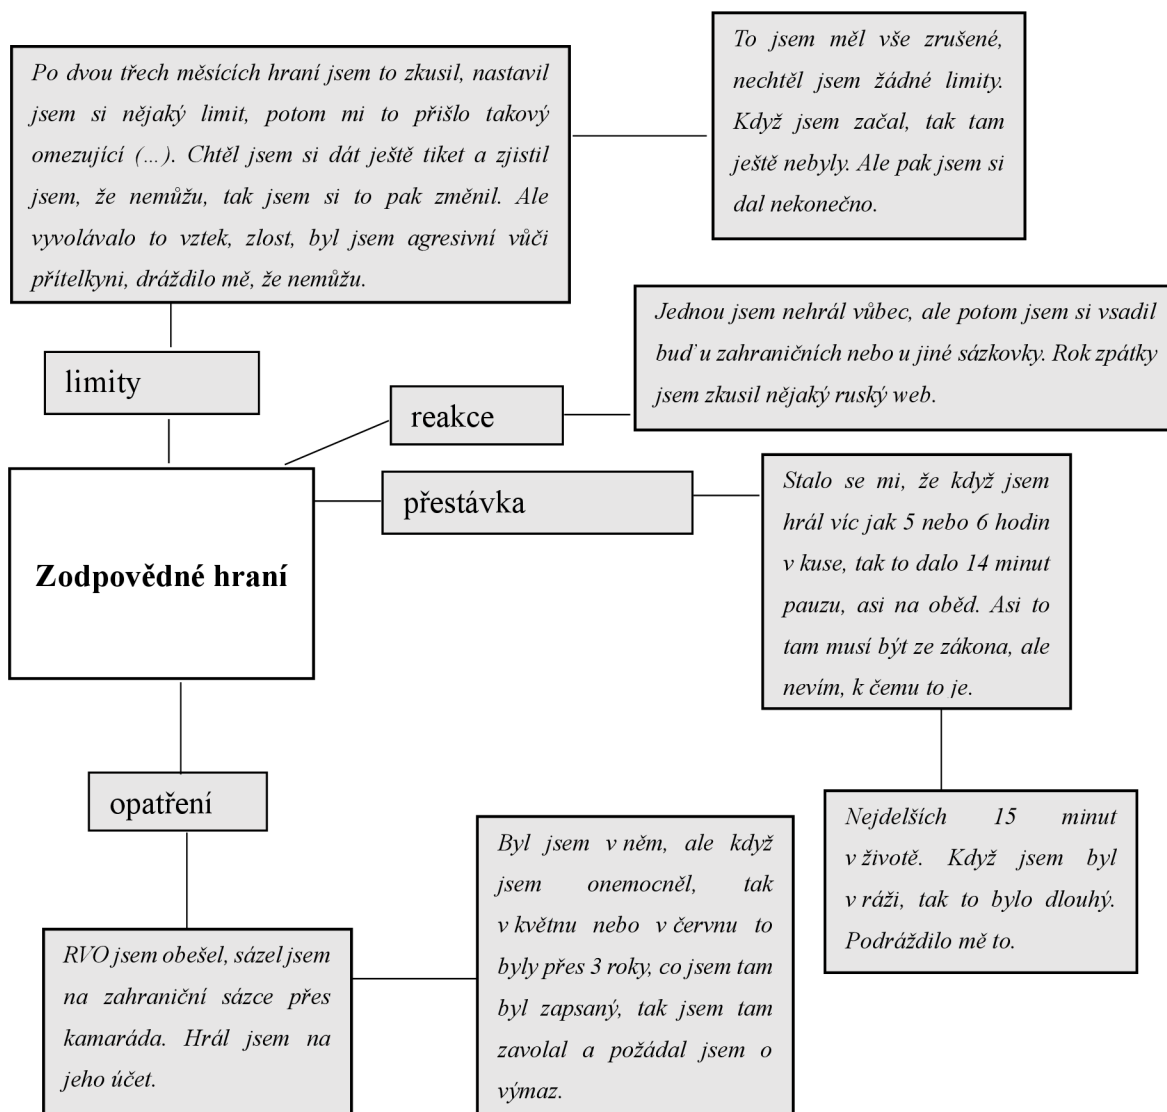 Po dvou třech měsících hraní jsem to zkusil, nastavil
jsem si nějaký limit, potom mi to přišlo takový
omezující (...). Chtěl jsem si dát ještě tiket a zjistil
jsem, že nemůžu, tak jsem si to pak změnil. Ale
vyvolávalo to vztek, zlost, byl jsem agresivní vůči
přítelkyni, dráždilo mě, že nemůžu.
To jsem měl vše zrušené,
nechtěl jsem žádné limity.
Když jsem začal, tak tam
ještě nebyly. Ale pak jsem si
dal nekonečno.
limity
Jednou jsem nehrál vůbec, ale potom jsem si vsadil
buď u zahraničních nebo u jiné sázkovky. Rok zpátky
jsem zkusil nějaký ruský web.
reakce
přestávka
Stalo se mi, že když jsem
hrál víc jak 5 nebo 6 hodin
v kuse, tak to dalo 14 minut
pauzu, asi na oběd. Asi to
tam musí být ze zákona, ale
nevím, k čemu to je.
Zodpovědné hraní
Nejdelších 15 minut
v životě. Když jsem byl
v ráži, tak to bylo dlouhý.
Podráždilo mě to.
opatření
RVO jsem obešel, sázel jsem
na zahraniční sázce přes
kamaráda. Hrál jsem na
jeho účet.
Byl jsem v něm, ale když
jsem onemocněl, tak
v květnu nebo v červnu to
byly přes 3 roky, co jsem tam
byl zapsaný, tak jsem tam
zavolal a požádal jsem o
výmaz.